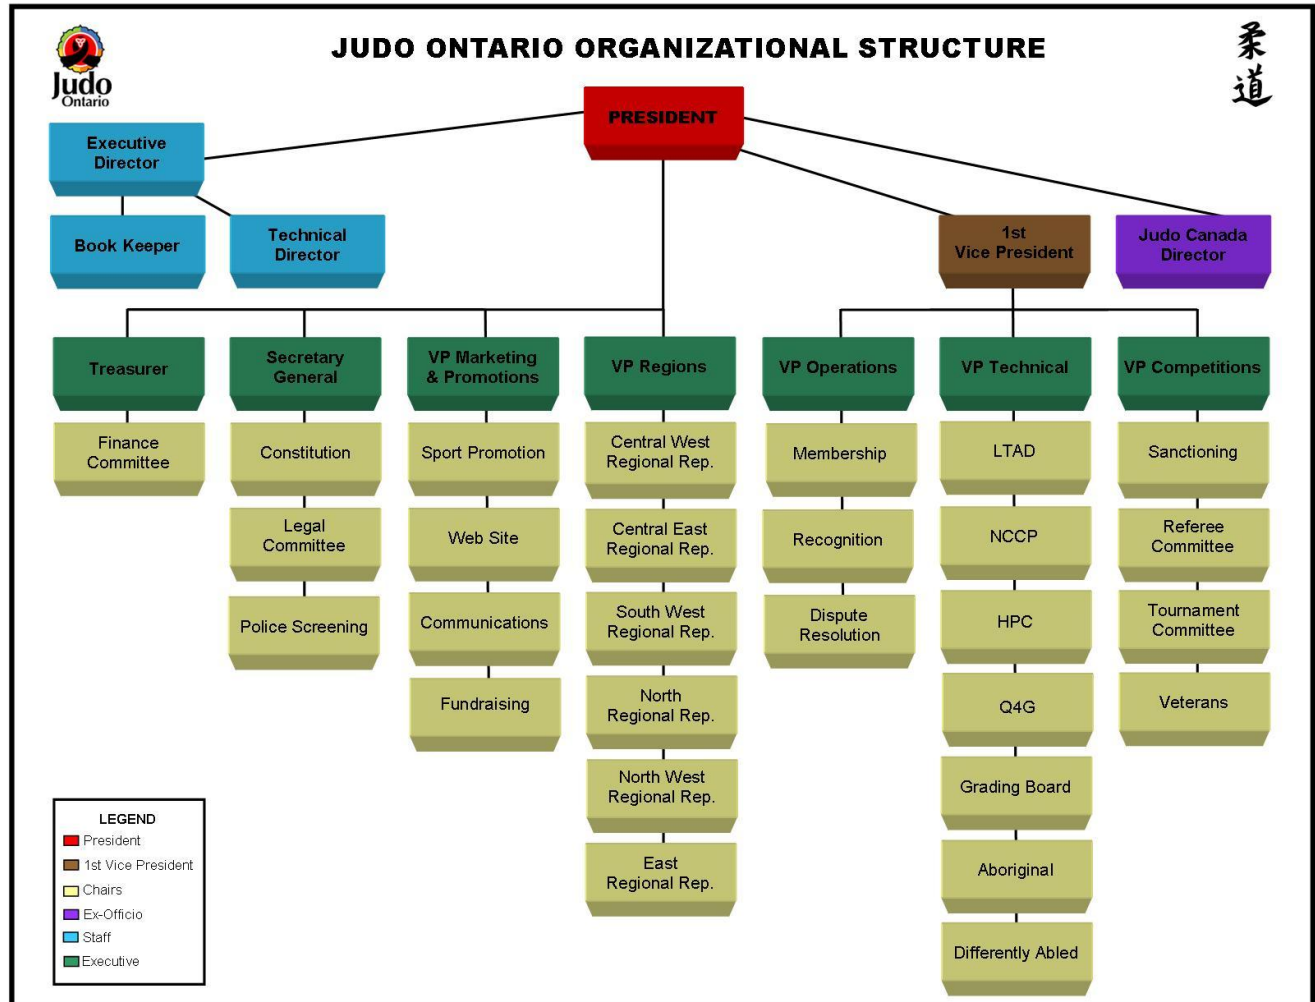 JUDO ONTARIO ORGANIZATIONAL STRUCTURE
Judo
Ontario
柔
道
PRESIDENT
Executive
Director
Book Keeper
Technical
Director
1st
Vice President
Judo Canada
Director
Treasurer
Secretary
General
VP Marketing
& Promotions
VP Regions
VP Operations
VP Technical
VP Competitions
Finance
Committee
Constitution
Legal
Committee
Police Screening
Sport Promotion
Web Site
Communications
Fundraising
Central West
Regional Rep.
Central East
Regional Rep.
South West
Regional Rep.
North
Regional Rep.
North West
Regional Rep.
East
Regional Rep.
Membership
Recognition
Dispute
Resolution
LTAD
NCCP
HPC
Q4G
Grading Board
Aboriginal
Differently Abled
Sanctioning
Referee
Committee
Tournament
Committee
Veterans
LEGEND
President
1st Vice President
Chairs
Ex-Officio
Staff
Executive